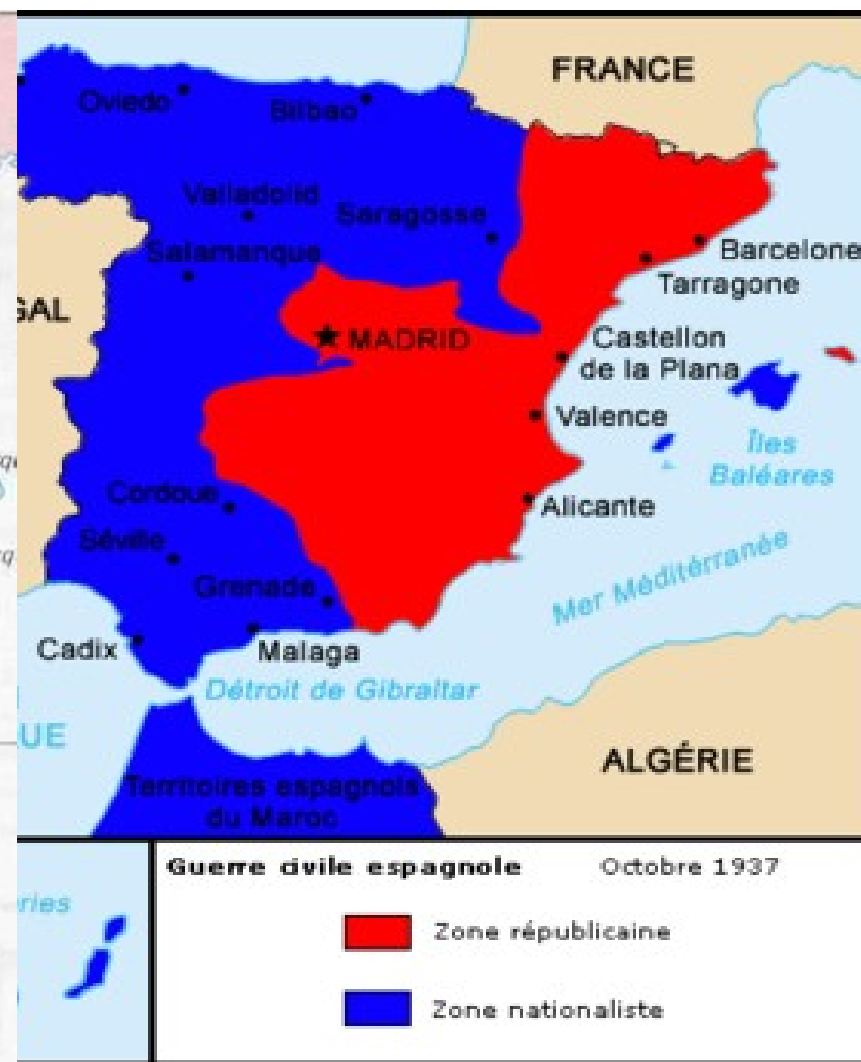 FRANCE
Oviedo
Bilbao
Valladolid
Saragosse
Salamanque
Barcelone
Tarragone
GAL
MADRID
Castellon
de la Plana
Valence
Îles
Baléares
Cordoue
Alicante
Séville
Mer Méditérranée
Grenade
Cadix
Malaga
Détroit de Gibraltar
UE
ALGÉRIE
Territoires espagnols
du Maroc
Guerre civile espagnole Octobre 1937
ries
Zone républicaine
Zone nationaliste